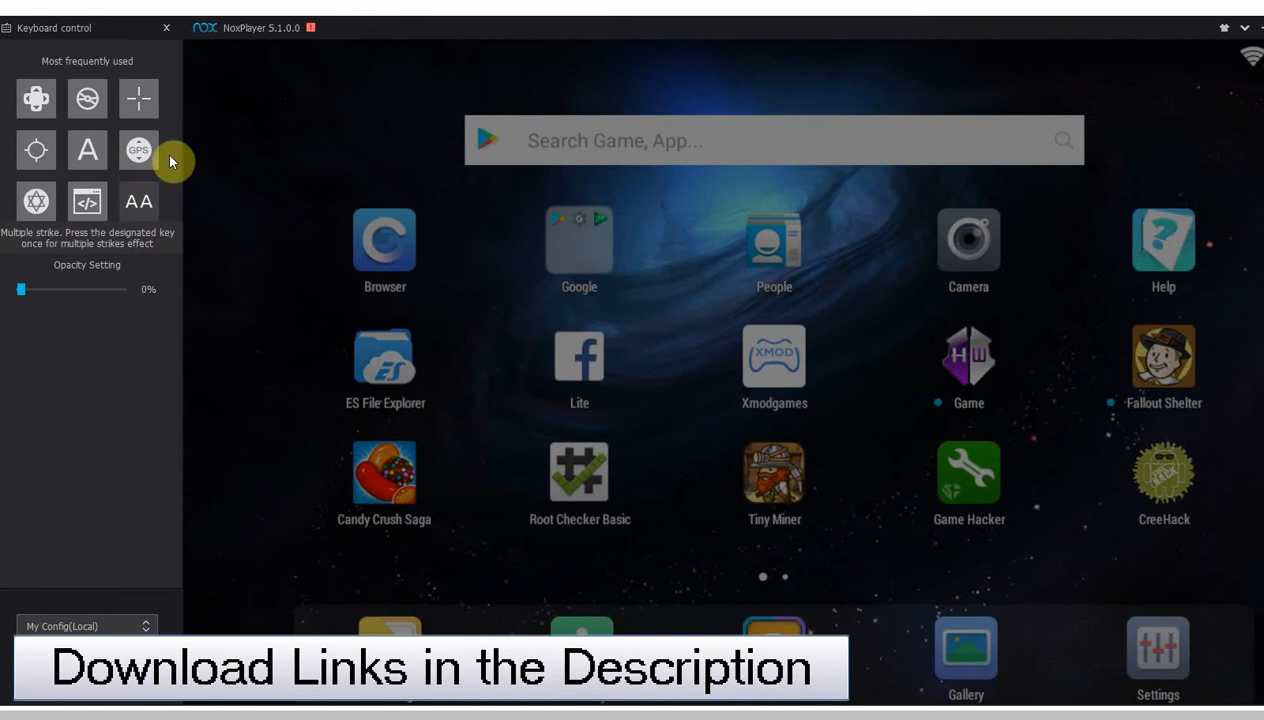 Keyboard control
nox NoxPlayer 5.1.0.0
Most frequently used
A GPS
</> AA
Multiple strike. Press the designated key
once for multiple strikes effect
Opacity Setting
0%
Search Game, App...
Browser Google People Camera Help
ES File Explorer Lite Xmodgames Game Fallout Shelter
Candy Crush Saga Root Checker Basic Tiny Miner Game Hacker CreeHack
XMOD
My Config(Local)
Download Links in the Description
Gallery Settings